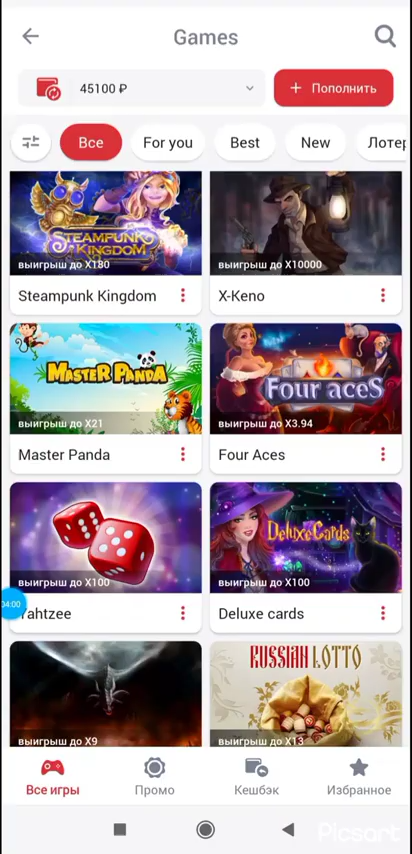 Games
45100 ₽
+ Пополнить
Все
For you
Best
New
Лотер
STEAMPUNK KINGDOM
выигрыш до X180
выигрыш до X10000
Steampunk Kingdom
X-Keno
MASTER PANDA
FOUR ACES
выигрыш до X21
выигрыш до X3.94
Master Panda
Four Aces
DeluxeCards
выигрыш до X100
выигрыш до X100
04:00
ahtzee
Deluxe cards
RUSSIAN LOTTO
выигрыш до X9
выигрыш до X13
Все игры
Промо
Кешбэк
Избранное
Picsart